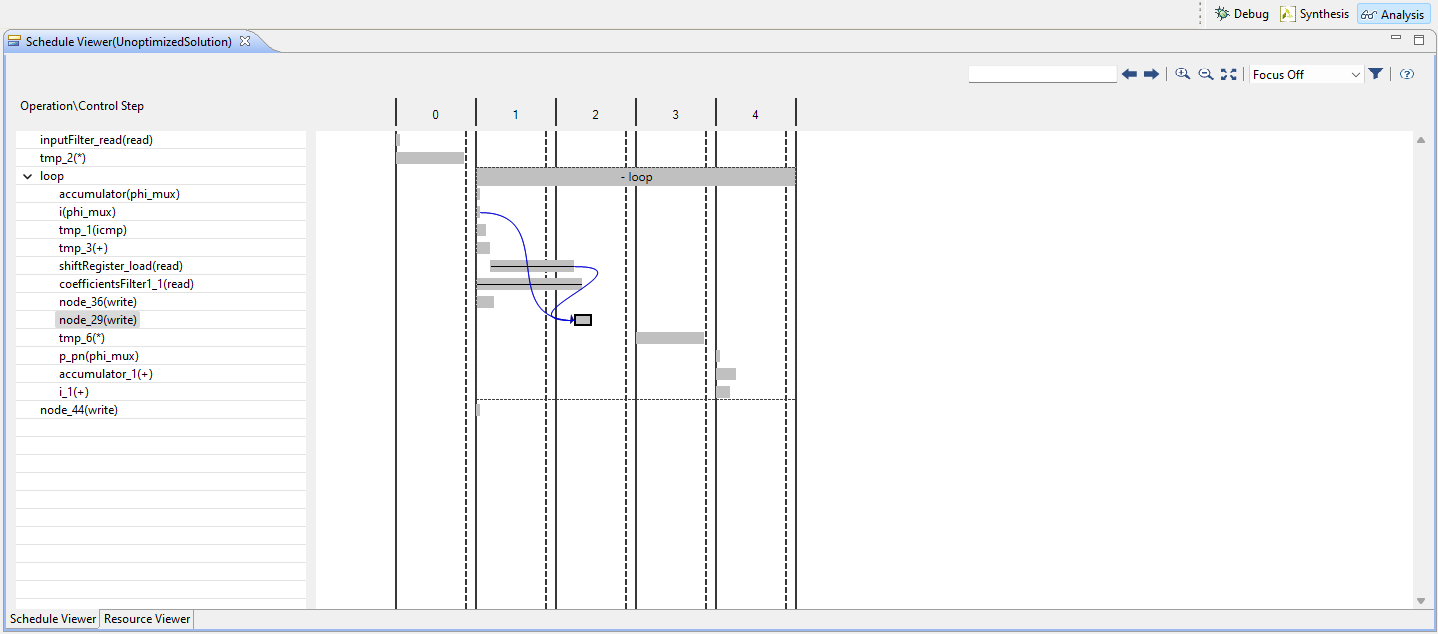 Debug Synthesis Analysis
Schedule Viewer(UnoptimizedSolution)
Focus Off
Operation\Control Step 0 1 2 3 4
inputFilter_read(read)
tmp_2(*)
loop - loop
accumulator(phi_mux)
i(phi_mux)
tmp_1(icmp)
tmp_3(+)
shiftRegister_load(read)
coefficientsFilter1_1(read)
node_36(write)
node_29(write)
tmp_6(*)
p_pn(phi_mux)
accumulator_1(+)
i_1(+)
node_44(write)
Schedule Viewer Resource Viewer